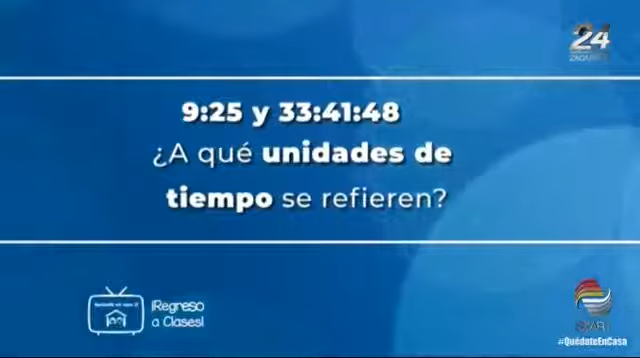 24
9:25 y 33:41:48
¿A qué unidades de
tiempo se refieren?
¡Regreso
a Clases!
#QuédateEnCasa